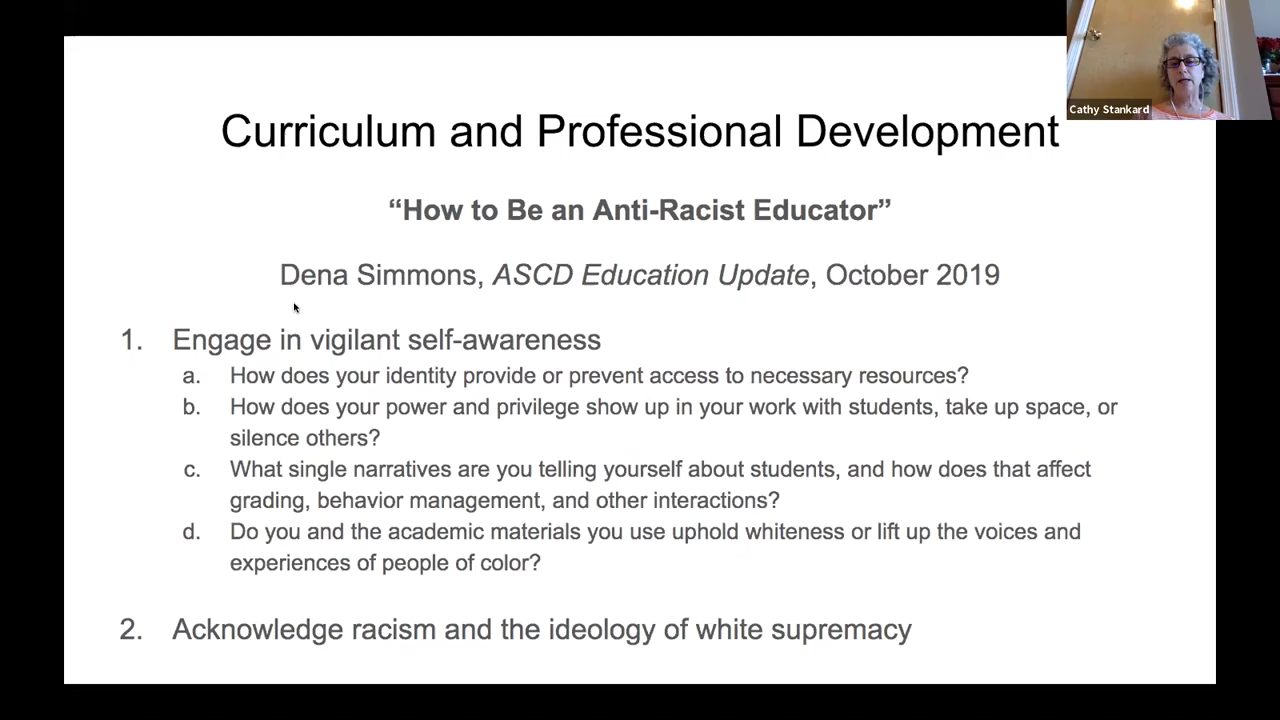 Curriculum and Professional Development
“How to Be an Anti-Racist Educator”
Dena Simmons, ASCD Education Update, October 2019
1. Engage in vigilant self-awareness
a. How does your identity provide or prevent access to necessary resources?
b. How does your power and privilege show up in your work with students, take up space, or
silence others?
c. What single narratives are you telling yourself about students, and how does that affect
grading, behavior management, and other interactions?
d. Do you and the academic materials you use uphold whiteness or lift up the voices and
experiences of people of color?
2. Acknowledge racism and the ideology of white supremacy
Cathy Stankard